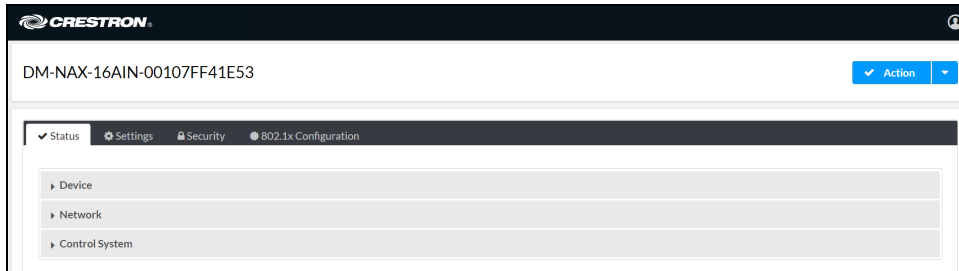 CRESTRON®
DM-NAX-16AIN-00107FF41E53
Action
Status Settings Security 802.1x Configuration
Device
Network
Control System